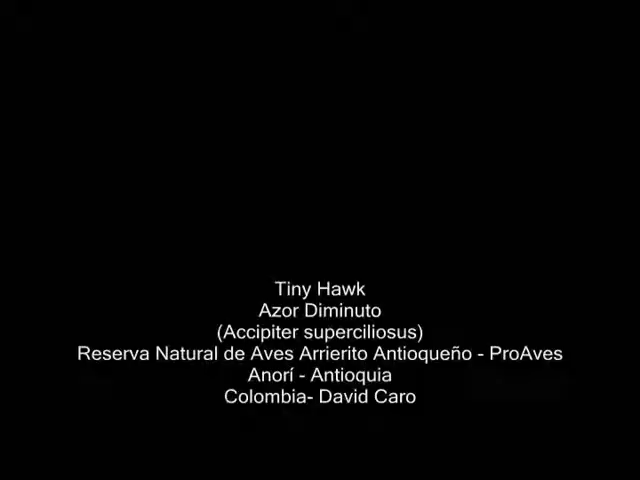 Tiny Hawk
Azor Diminuto
(Accipiter superciliosus)
Reserva Natural de Aves Arrierito Antioqueño - ProAves
Anorí - Antioquia
Colombia- David Caro